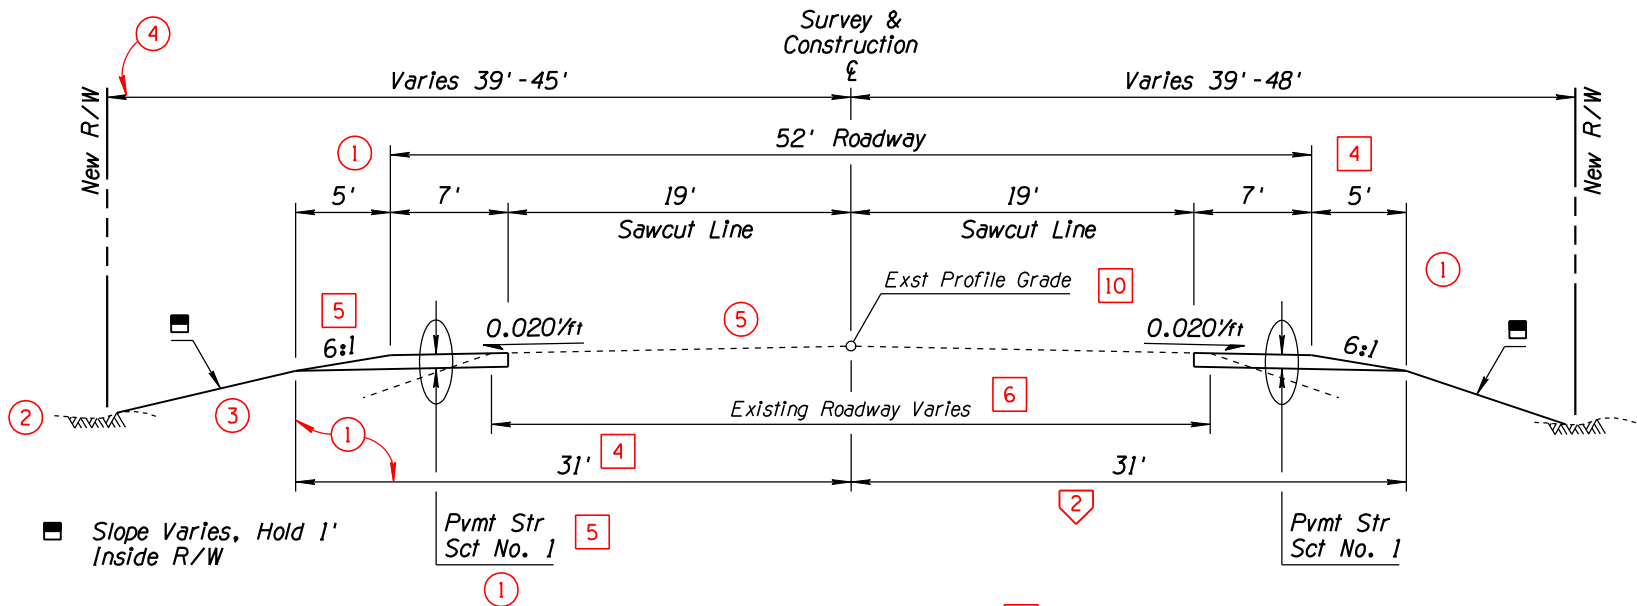 Survey &
Construction
℄
4
Varies 39'-45'
Varies 39'-48'
New R/W
New R/W
52' Roadway
1
4
5'
7'
19'
19'
7'
5'
Sawcut Line
Sawcut Line
1
Exst Profile Grade
10
5
5
0.020'/ft
0.020'/ft
6:1
6:1
2
3
Existing Roadway Varies
6
1
31'
4
31'
2
Slope Varies, Hold 1'
Inside R/W
Pvmt Str
Sct No. 1
5
Pvmt Str
Sct No. 1
1